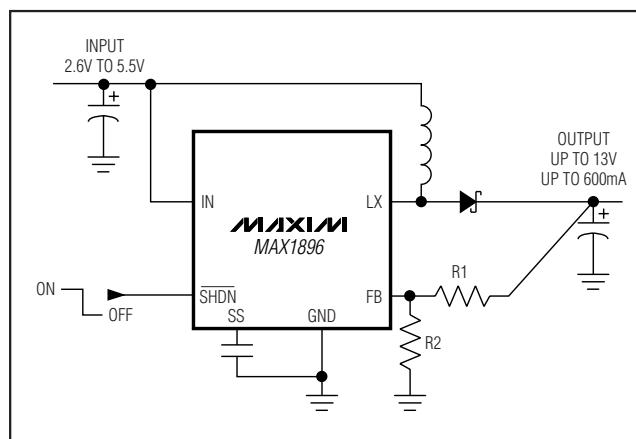 INPUT
2.6V TO 5.5V
+
OUTPUT
UP TO 13V
UP TO 600mA
+
IN
LX
MAXIM
MAX1896
ON
OFF
SHDN
FB
R1
SS
GND
R2